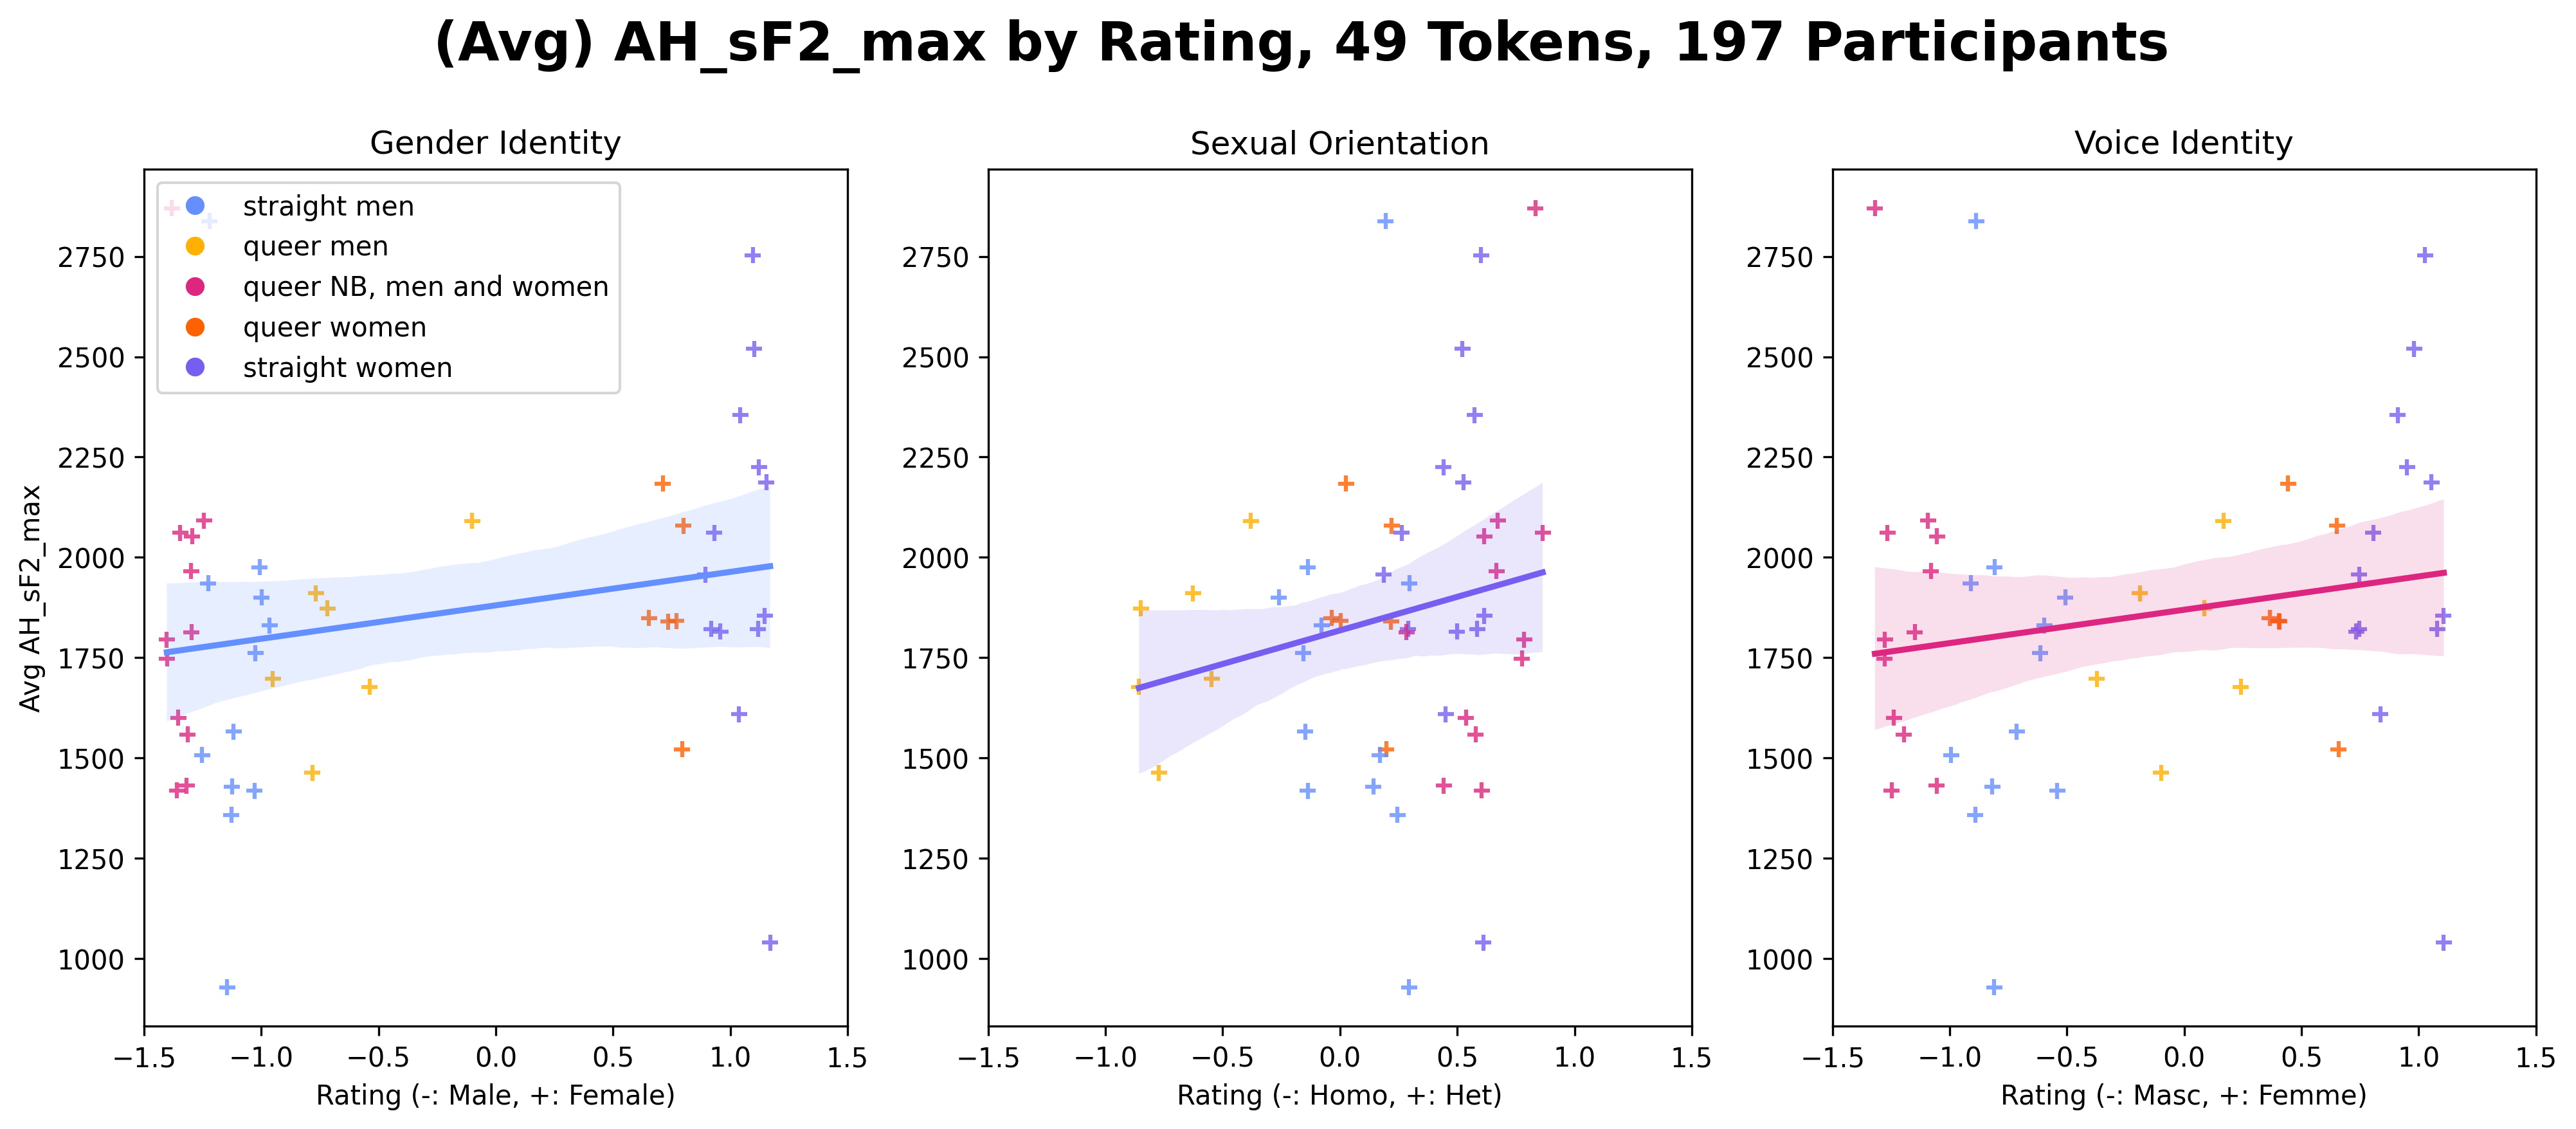 (Avg) AH_sF2_max by Rating, 49 Tokens, 197 Participants
Gender Identity
straight men
queer men
queer NB, men and women
queer women
straight women
2750
2500
2250
2000
1750
1500
1250
1000
Avg AH_sF2_max
−1.5 −1.0 −0.5 0.0 0.5 1.0 1.5
Rating (-: Male, +: Female)
Sexual Orientation
2750
2500
2250
2000
1750
1500
1250
1000
−1.5 −1.0 −0.5 0.0 0.5 1.0 1.5
Rating (-: Homo, +: Het)
Voice Identity
2750
2500
2250
2000
1750
1500
1250
1000
−1.5 −1.0 −0.5 0.0 0.5 1.0 1.5
Rating (-: Masc, +: Femme)